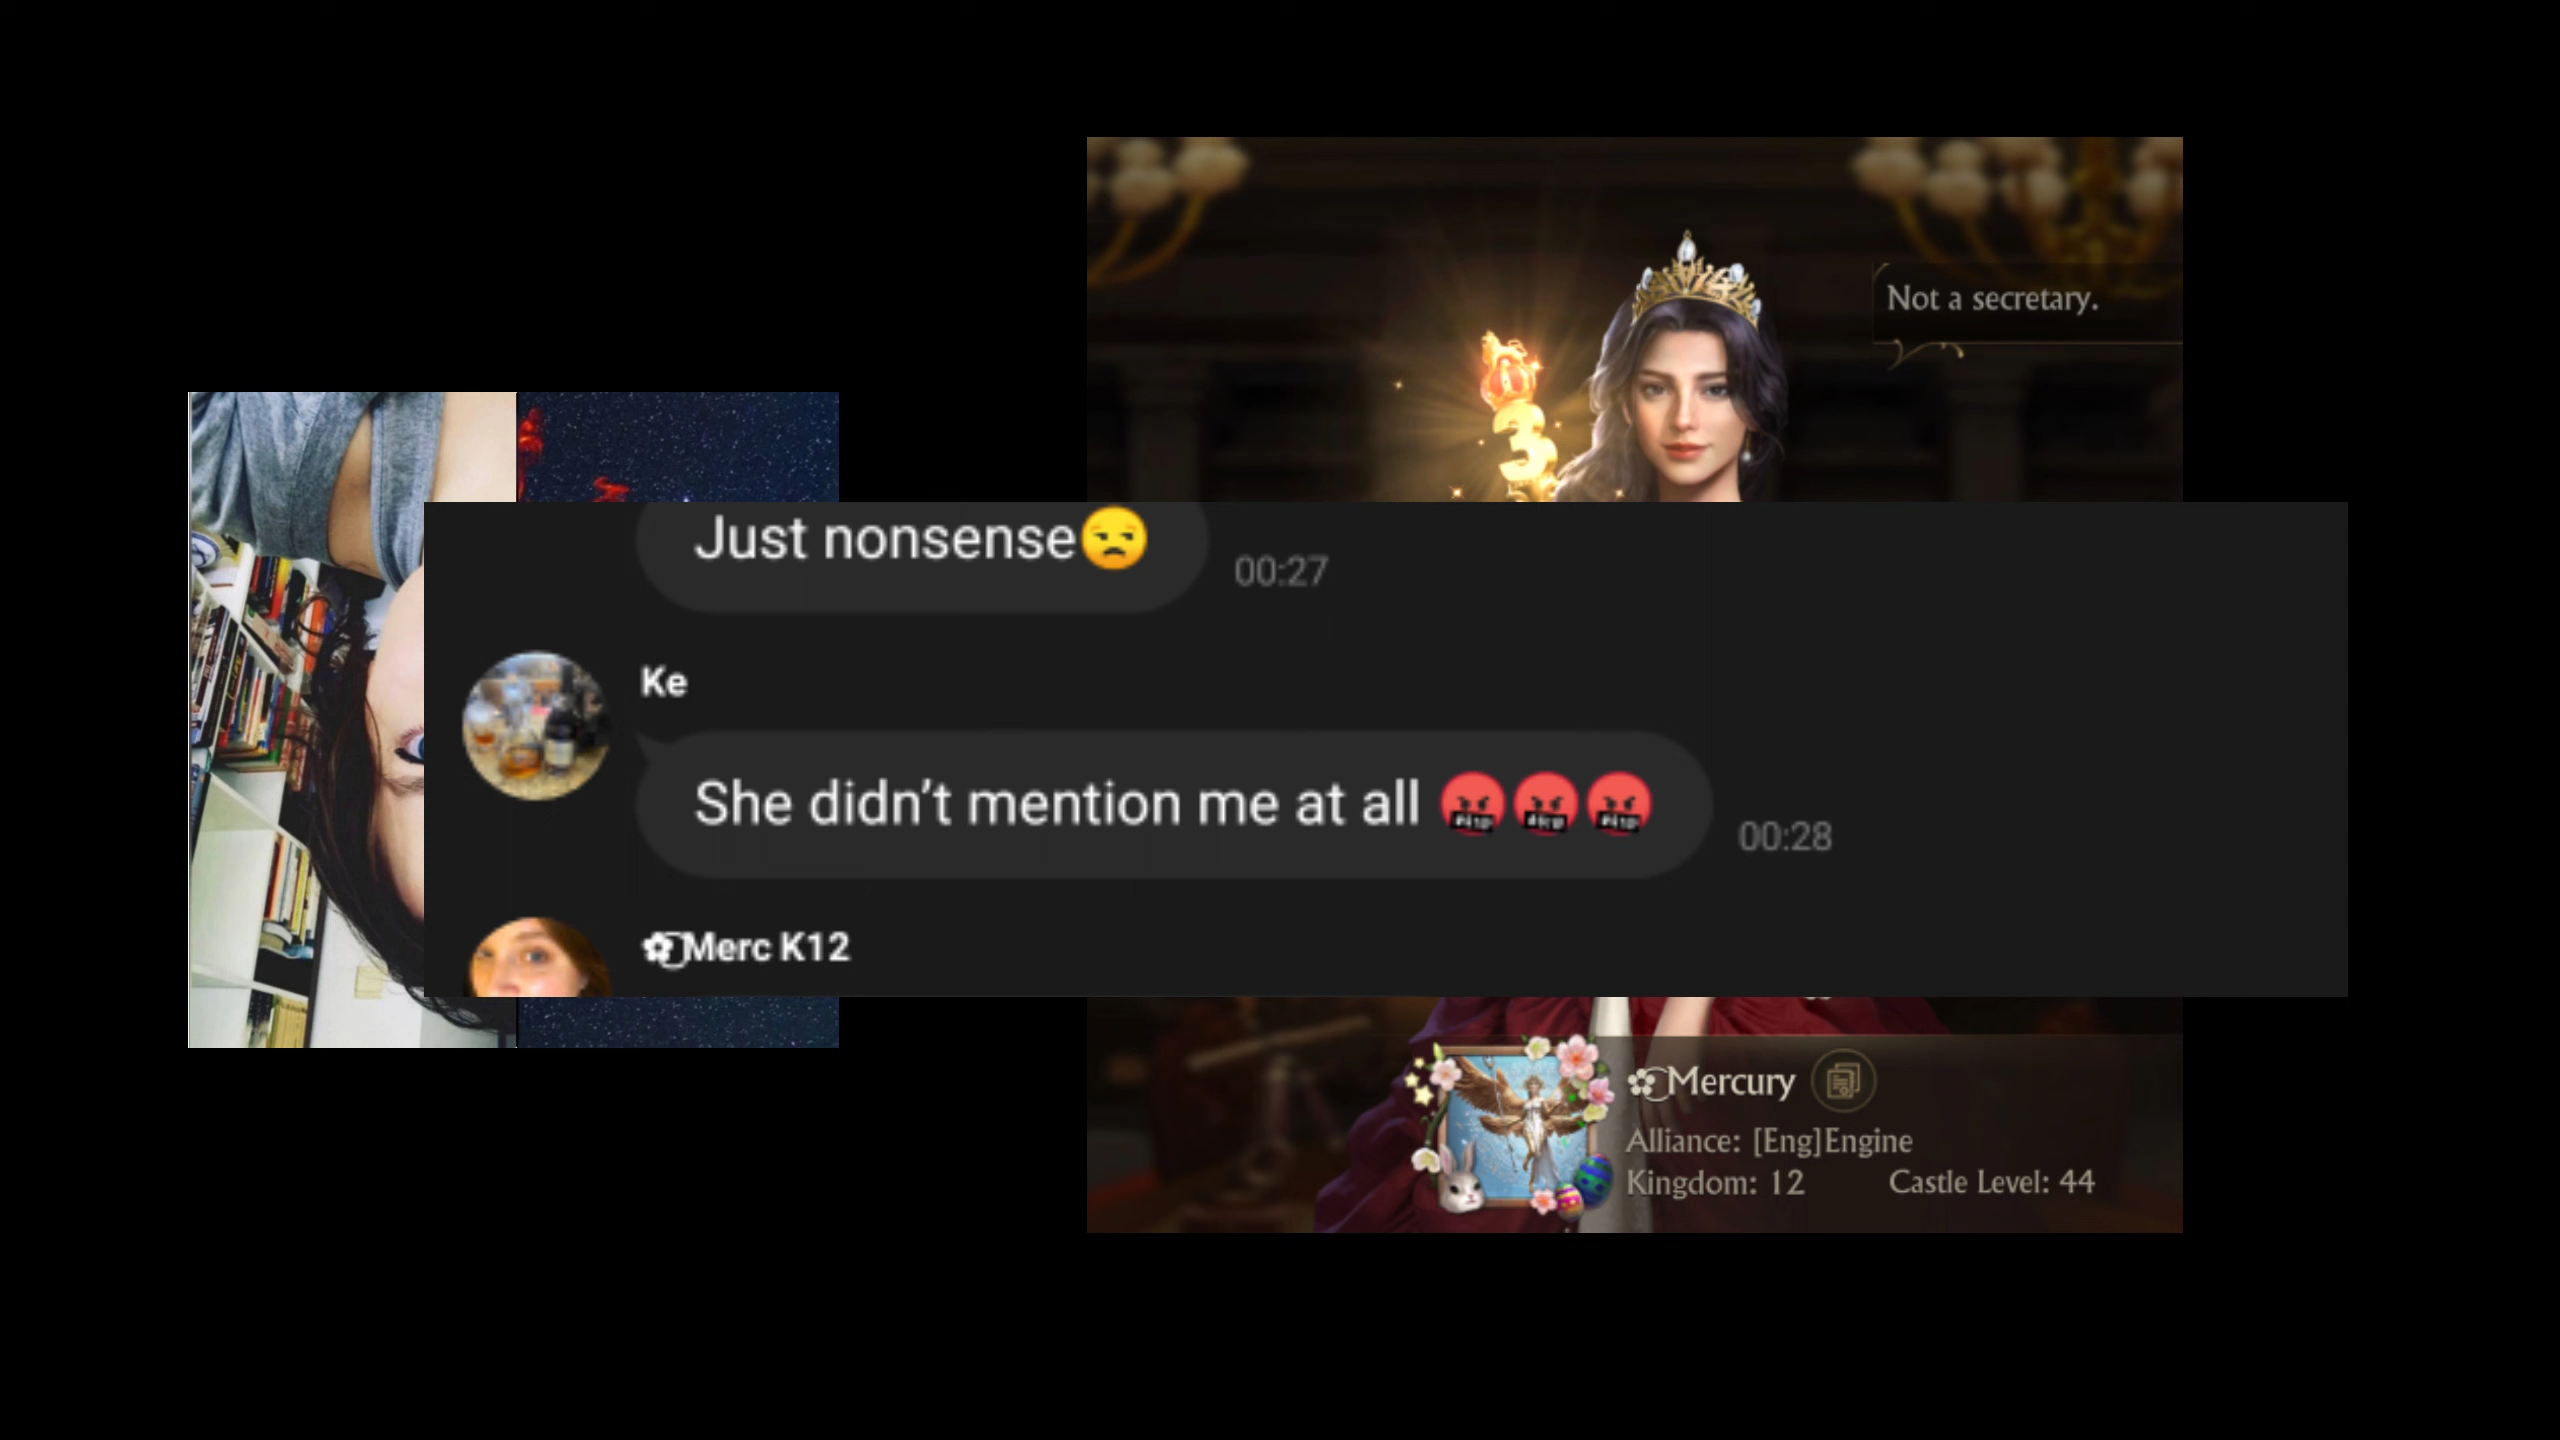 Not a secretary.
Just nonsense😒
00:27
Ke
She didn’t mention me at all 🤬🤬🤬
00:28
✿Merc K12
✿Mercury
Alliance: [Eng]Engine
Kingdom: 12 Castle Level: 44
3